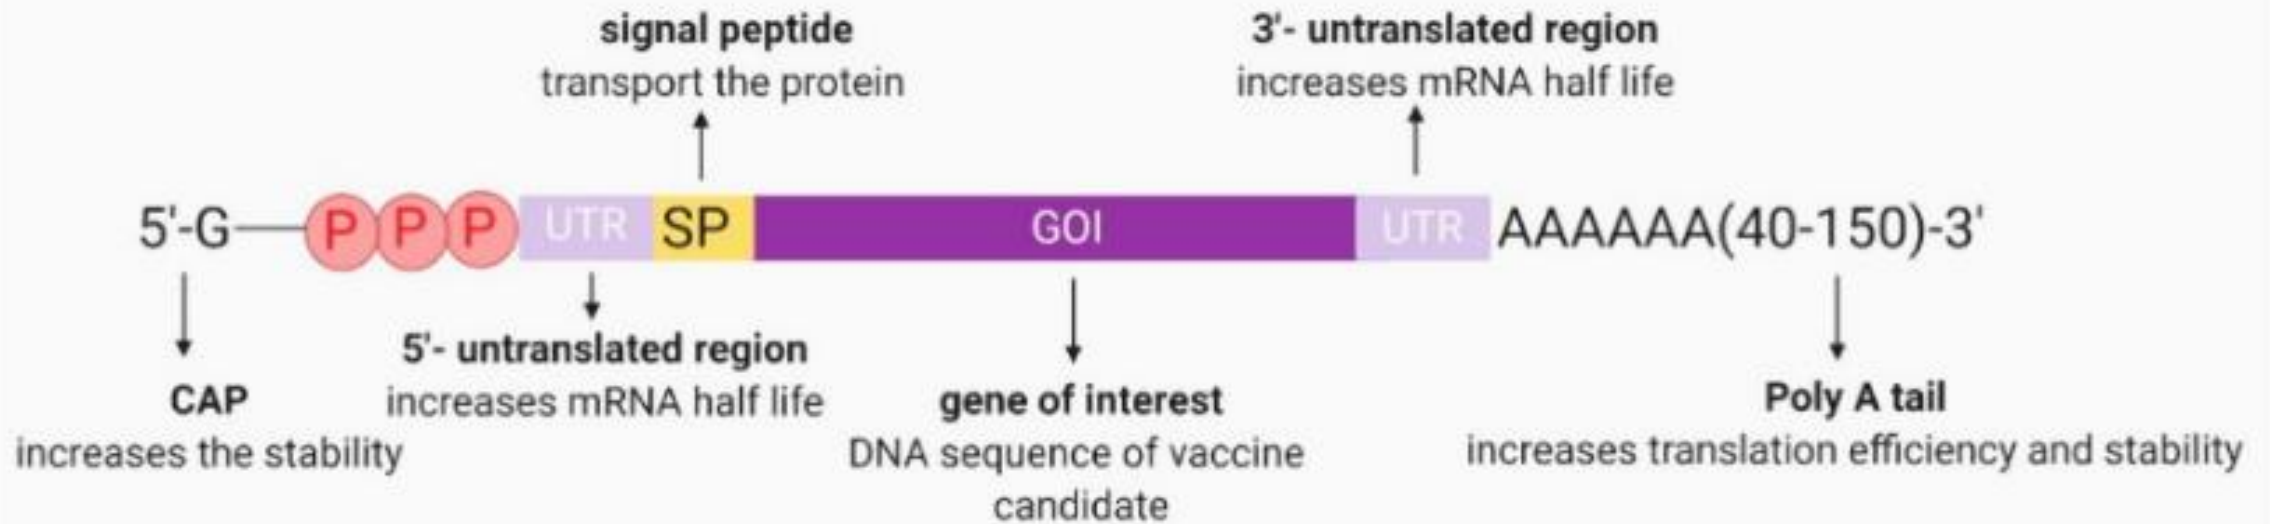 signal peptide
transport the protein
3'- untranslated region
increases mRNA half life
5'-G PPP UTR SP GOI UTR AAAAAA(40-150)-3'
CAP
increases the stability
5'- untranslated region
increases mRNA half life
gene of interest
DNA sequence of vaccine
candidate
Poly A tail
increases translation efficiency and stability